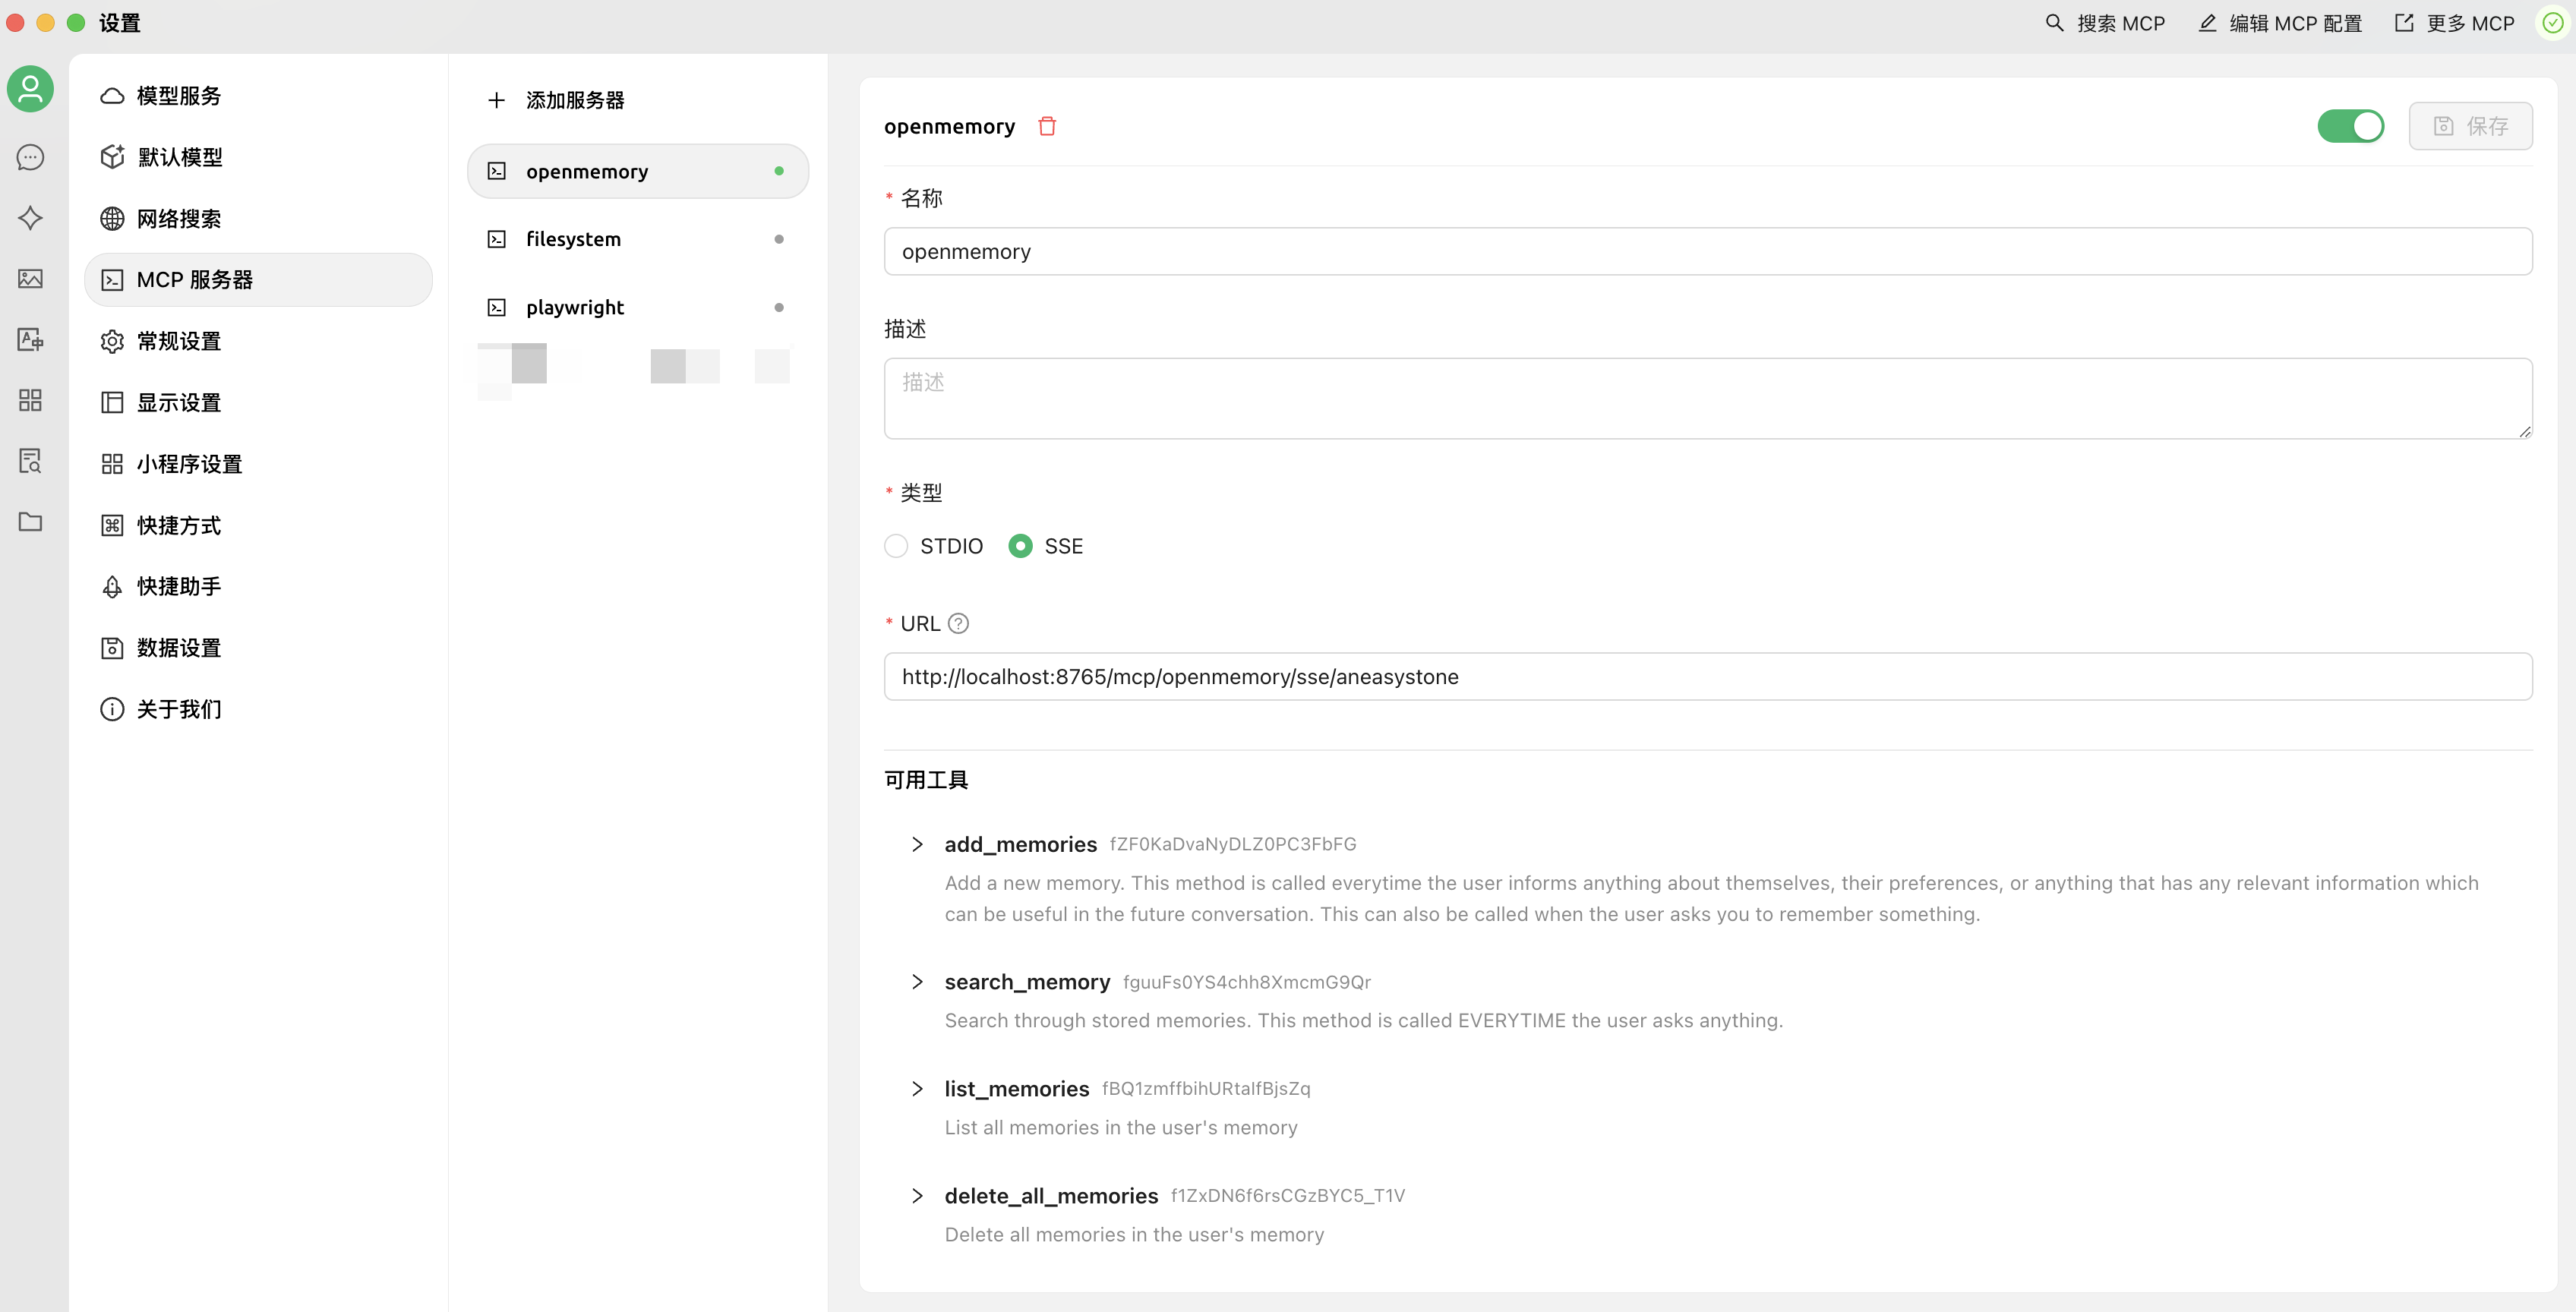 设置
搜索 MCP
编辑 MCP 配置
更多 MCP
模型服务
默认模型
网络搜索
MCP 服务器
常规设置
显示设置
小程序设置
快捷方式
快捷助手
数据设置
关于我们
添加服务器
openmemory
filesystem
playwright
openmemory
保存
* 名称
openmemory
描述
描述
* 类型
STDIO
SSE
* URL
http://localhost:8765/mcp/openmemory/sse/aneasystone
可用工具
add_memories fZF0KaDvaNyDLZ0PC3FbFG
Add a new memory. This method is called everytime the user informs anything about themselves, their preferences, or anything that has any relevant information which
can be useful in the future conversation. This can also be called when the user asks you to remember something.
search_memory fguuFs0YS4chh8XmcmG9Qr
Search through stored memories. This method is called EVERYTIME the user asks anything.
list_memories fBQ1zmffbihURtaIfBjsZq
List all memories in the user's memory
delete_all_memories f1ZxDN6f6rsCGzBYC5_T1V
Delete all memories in the user's memory